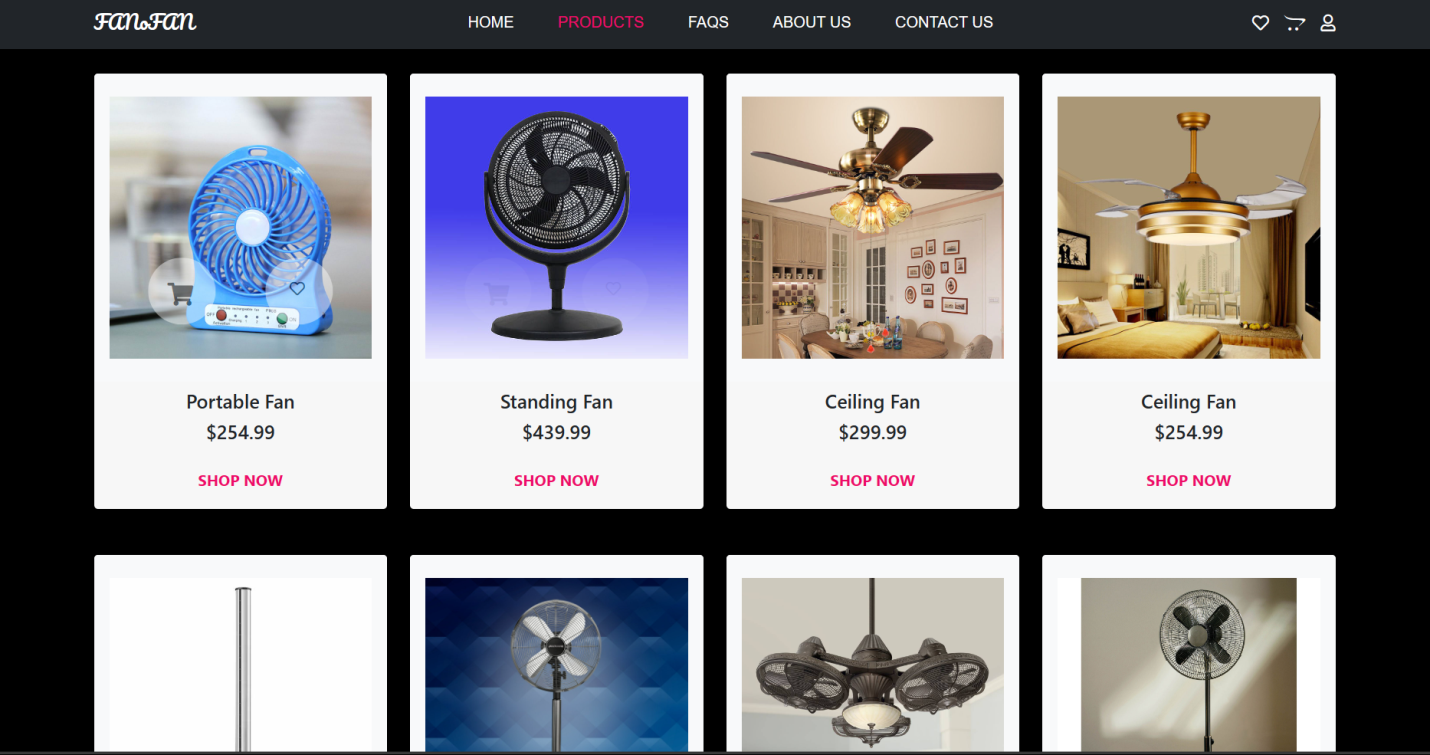 FANnFAN
HOME PRODUCTS FAQS ABOUT US CONTACT US
Portable Fan
$254.99
SHOP NOW
Standing Fan
$439.99
SHOP NOW
Ceiling Fan
$299.99
SHOP NOW
Ceiling Fan
$254.99
SHOP NOW